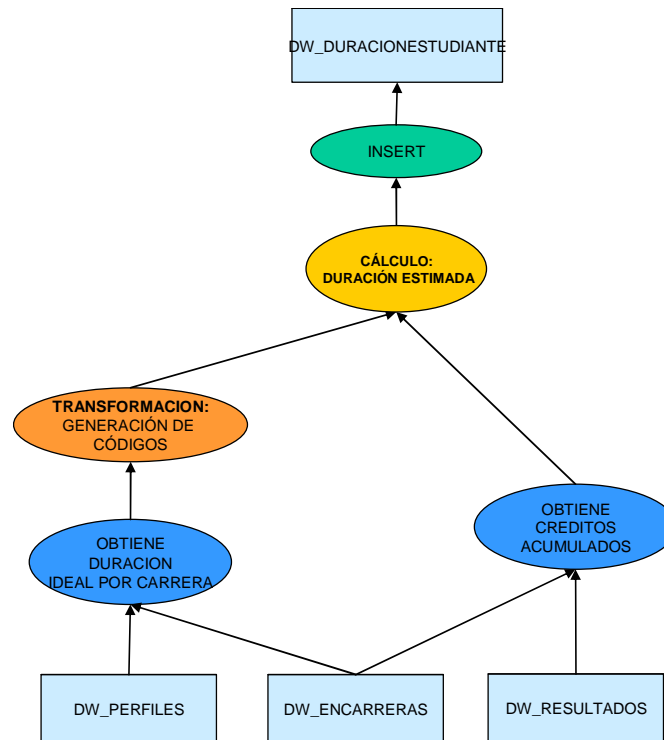 DW_DURACIONESTUDIANTE
INSERT
CÁLCULO:
DURACIÓN ESTIMADA
TRANSFORMACION:
GENERACIÓN DE
CÓDIGOS
OBTIENE
CREDITOS
ACUMULADOS
OBTIENE
DURACION
IDEAL POR CARRERA
DW_PERFILES
DW_ENCARRERAS
DW_RESULTADOS